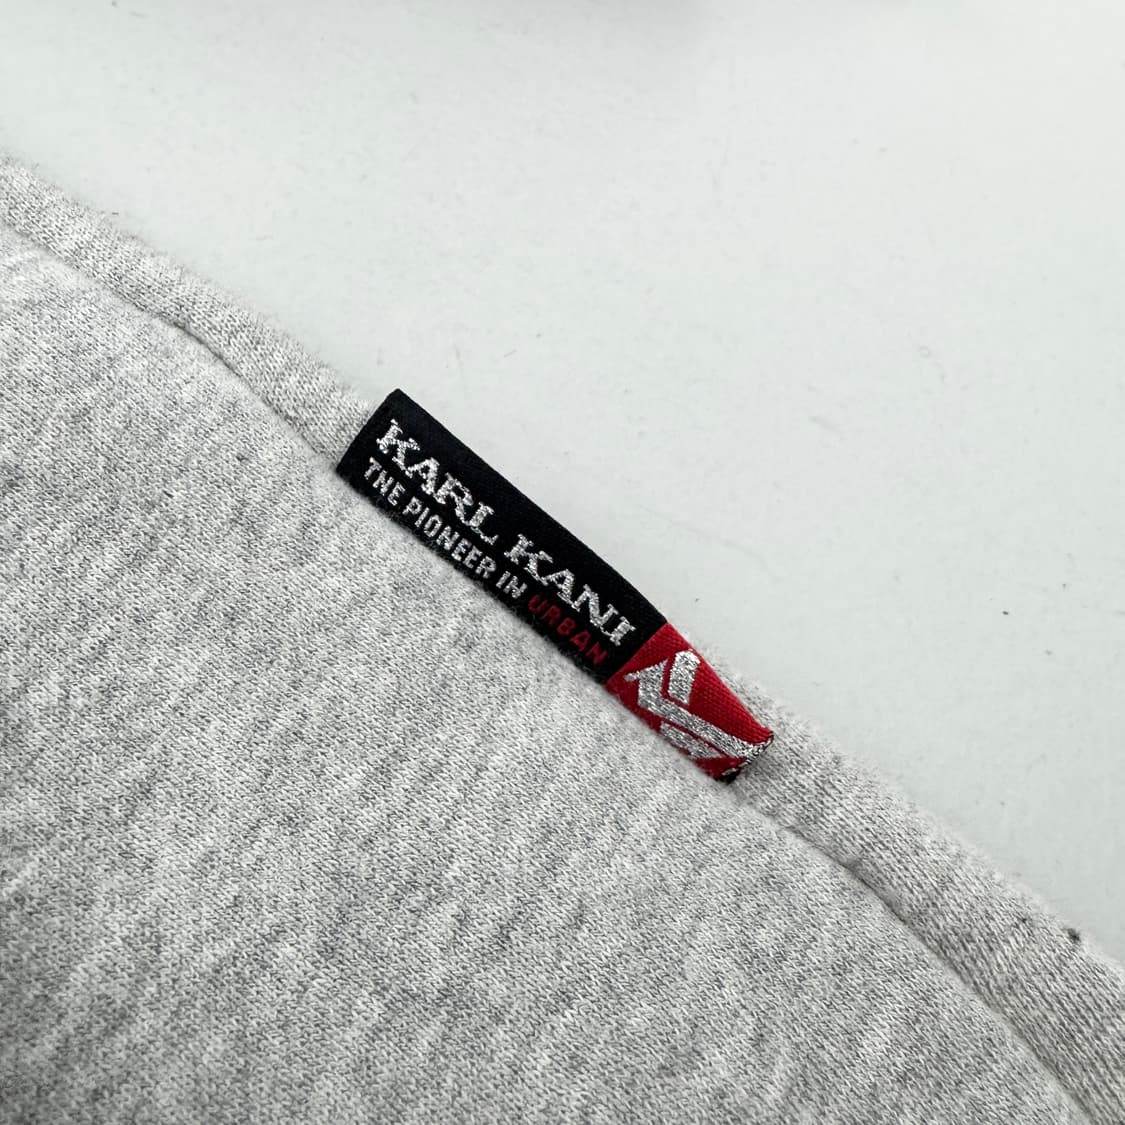 KARL KANI
THE PIONEER IN URBAN